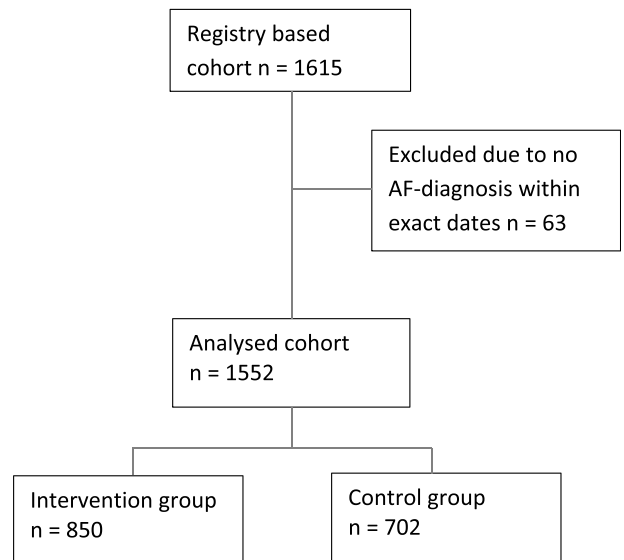 Registry based
cohort n = 1615
Excluded due to no
AF-diagnosis within
exact dates n = 63
Analysed cohort
n = 1552
Intervention group
n = 850
Control group
n = 702